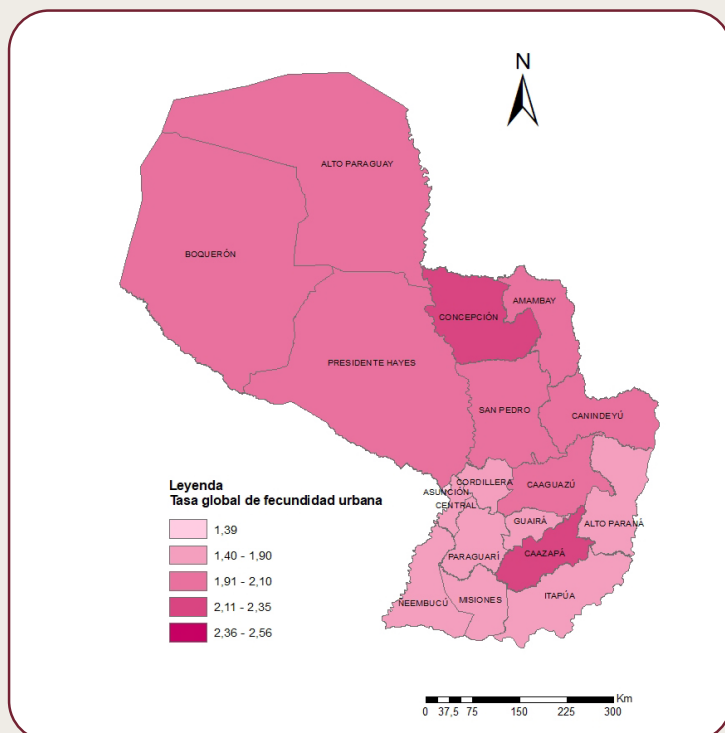 N
ALTO PARAGUAY
BOQUERÓN
AMAMBAY
CONCEPCIÓN
PRESIDENTE HAYES
SAN PEDRO
CANINDEYÚ
Leyenda
Tasa global de fecundidad urbana
1,39
1,40 - 1,90
1,91 - 2,10
2,11 - 2,35
2,36 - 2,56
CORDILLERA
CAAGUAZÚ
ASUNCIÓN
CENTRAL
GUAIRÁ
ALTO PARANÁ
PARAGUARÍ
CAAZAPÁ
ÑEEMBUCÚ
MISIONES
ITAPÚA
Km
0 37,5 75 150 225 300